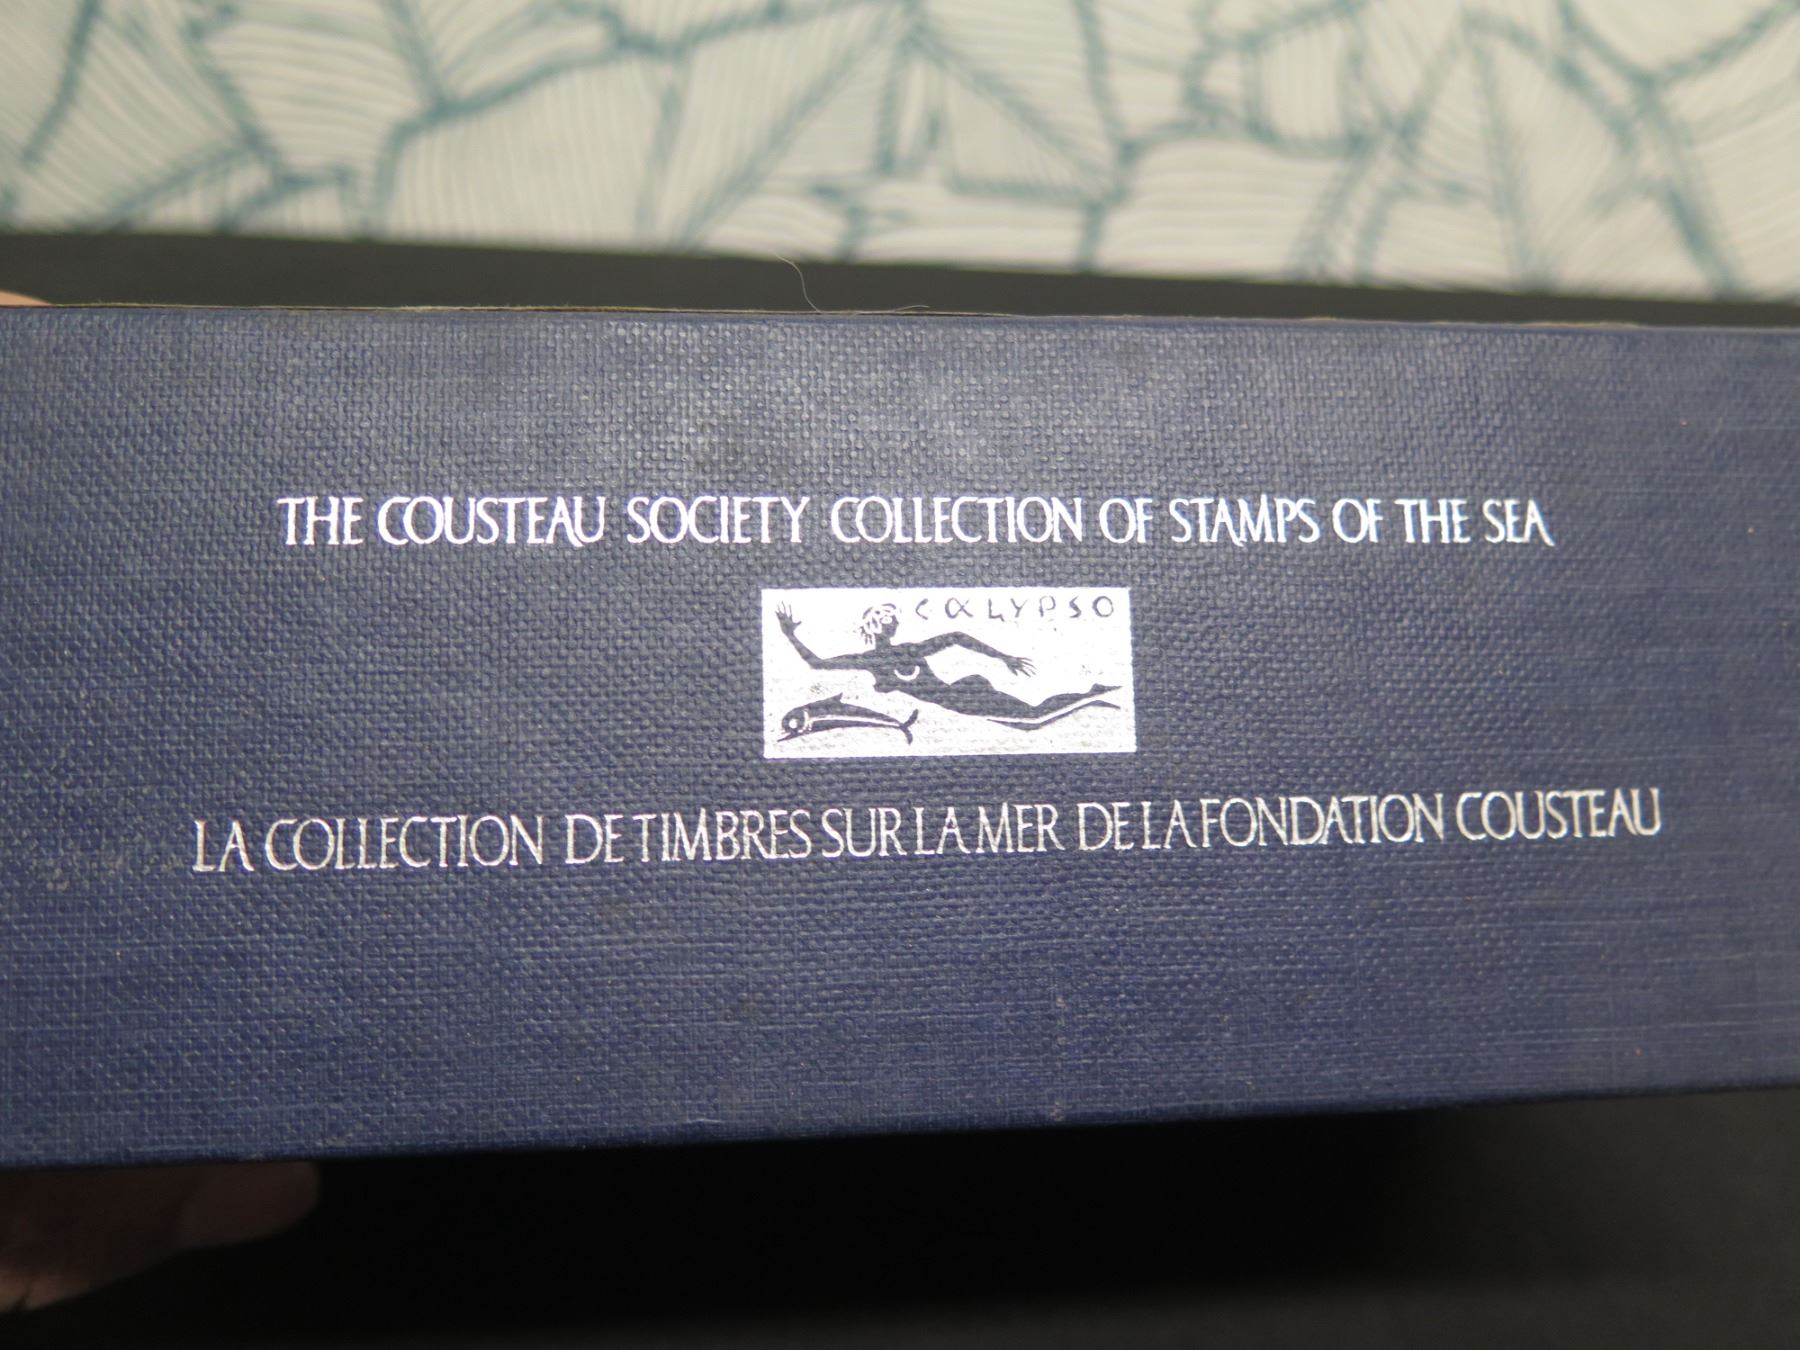 THE COUSTEAU SOCIETY COLLECTION OF STAMPS OF THE SEA
CALYPSO
LA COLLECTION DE TIMBRES SUR LA MER DE LA FONDATION COUSTEAU